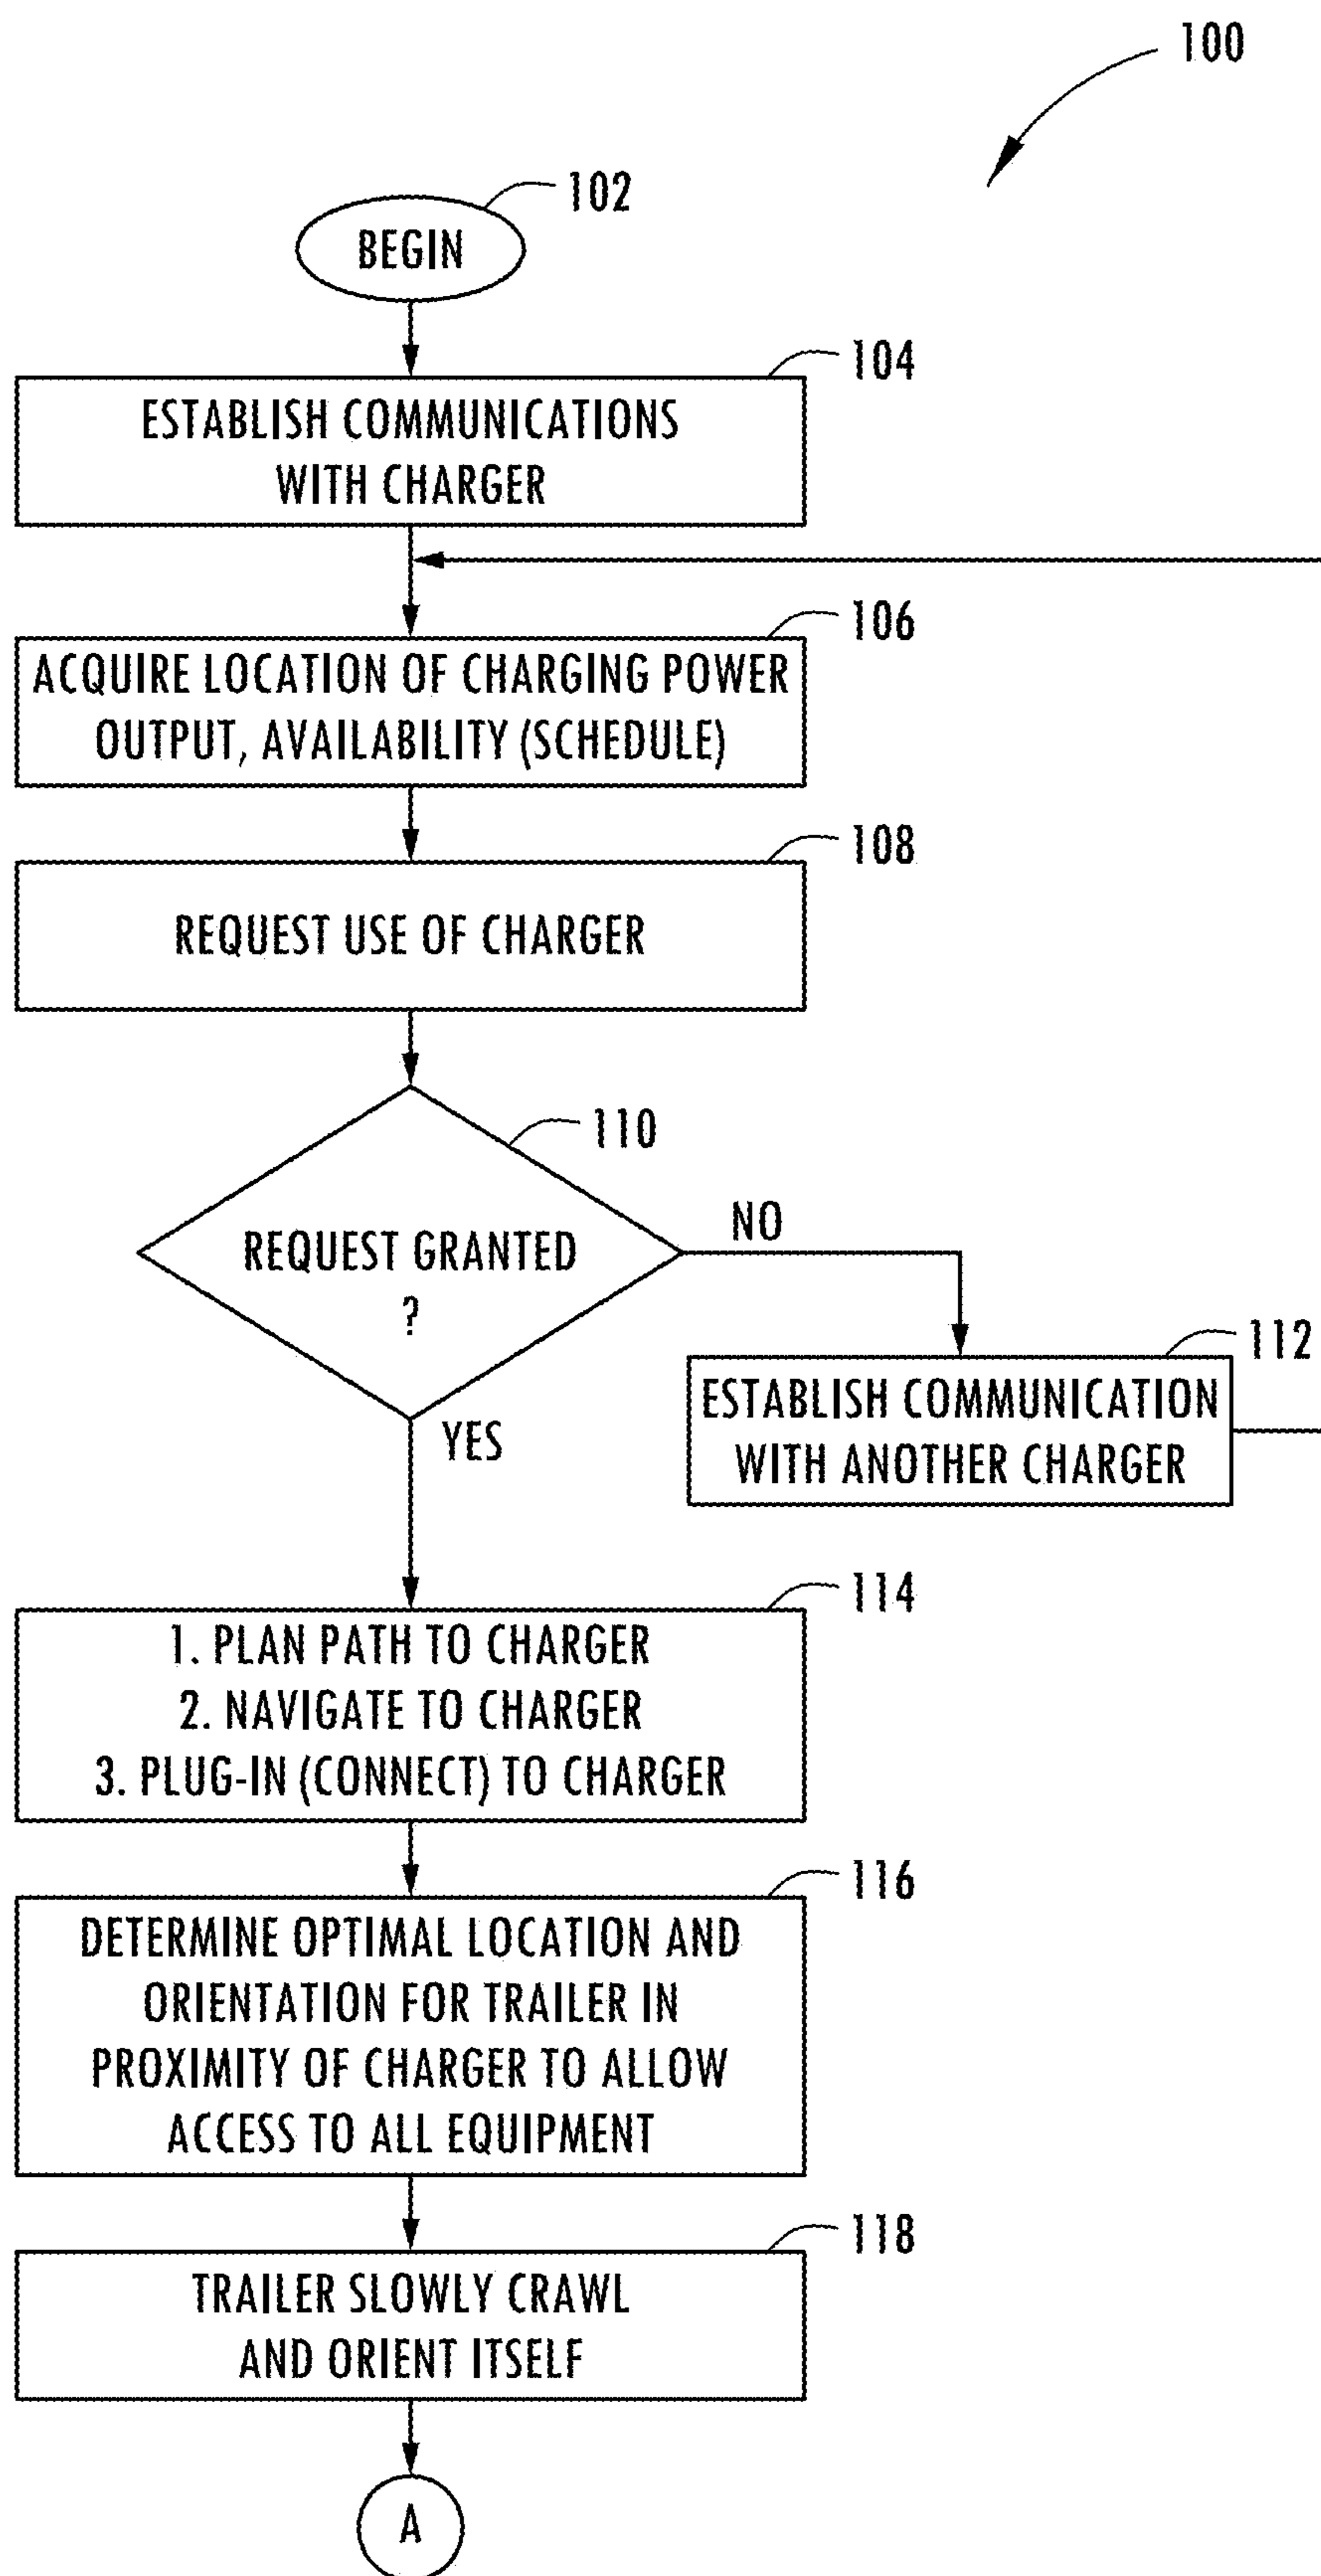 100
102
BEGIN
104
ESTABLISH COMMUNICATIONS
WITH CHARGER
106
ACQUIRE LOCATION OF CHARGING POWER
OUTPUT, AVAILABILITY (SCHEDULE)
108
REQUEST USE OF CHARGER
110
REQUEST GRANTED
?
NO
YES
112
ESTABLISH COMMUNICATION
WITH ANOTHER CHARGER
114
1. PLAN PATH TO CHARGER
2. NAVIGATE TO CHARGER
3. PLUG-IN (CONNECT) TO CHARGER
116
DETERMINE OPTIMAL LOCATION AND
ORIENTATION FOR TRAILER IN
PROXIMITY OF CHARGER TO ALLOW
ACCESS TO ALL EQUIPMENT
118
TRAILER SLOWLY CRAWL
AND ORIENT ITSELF
A